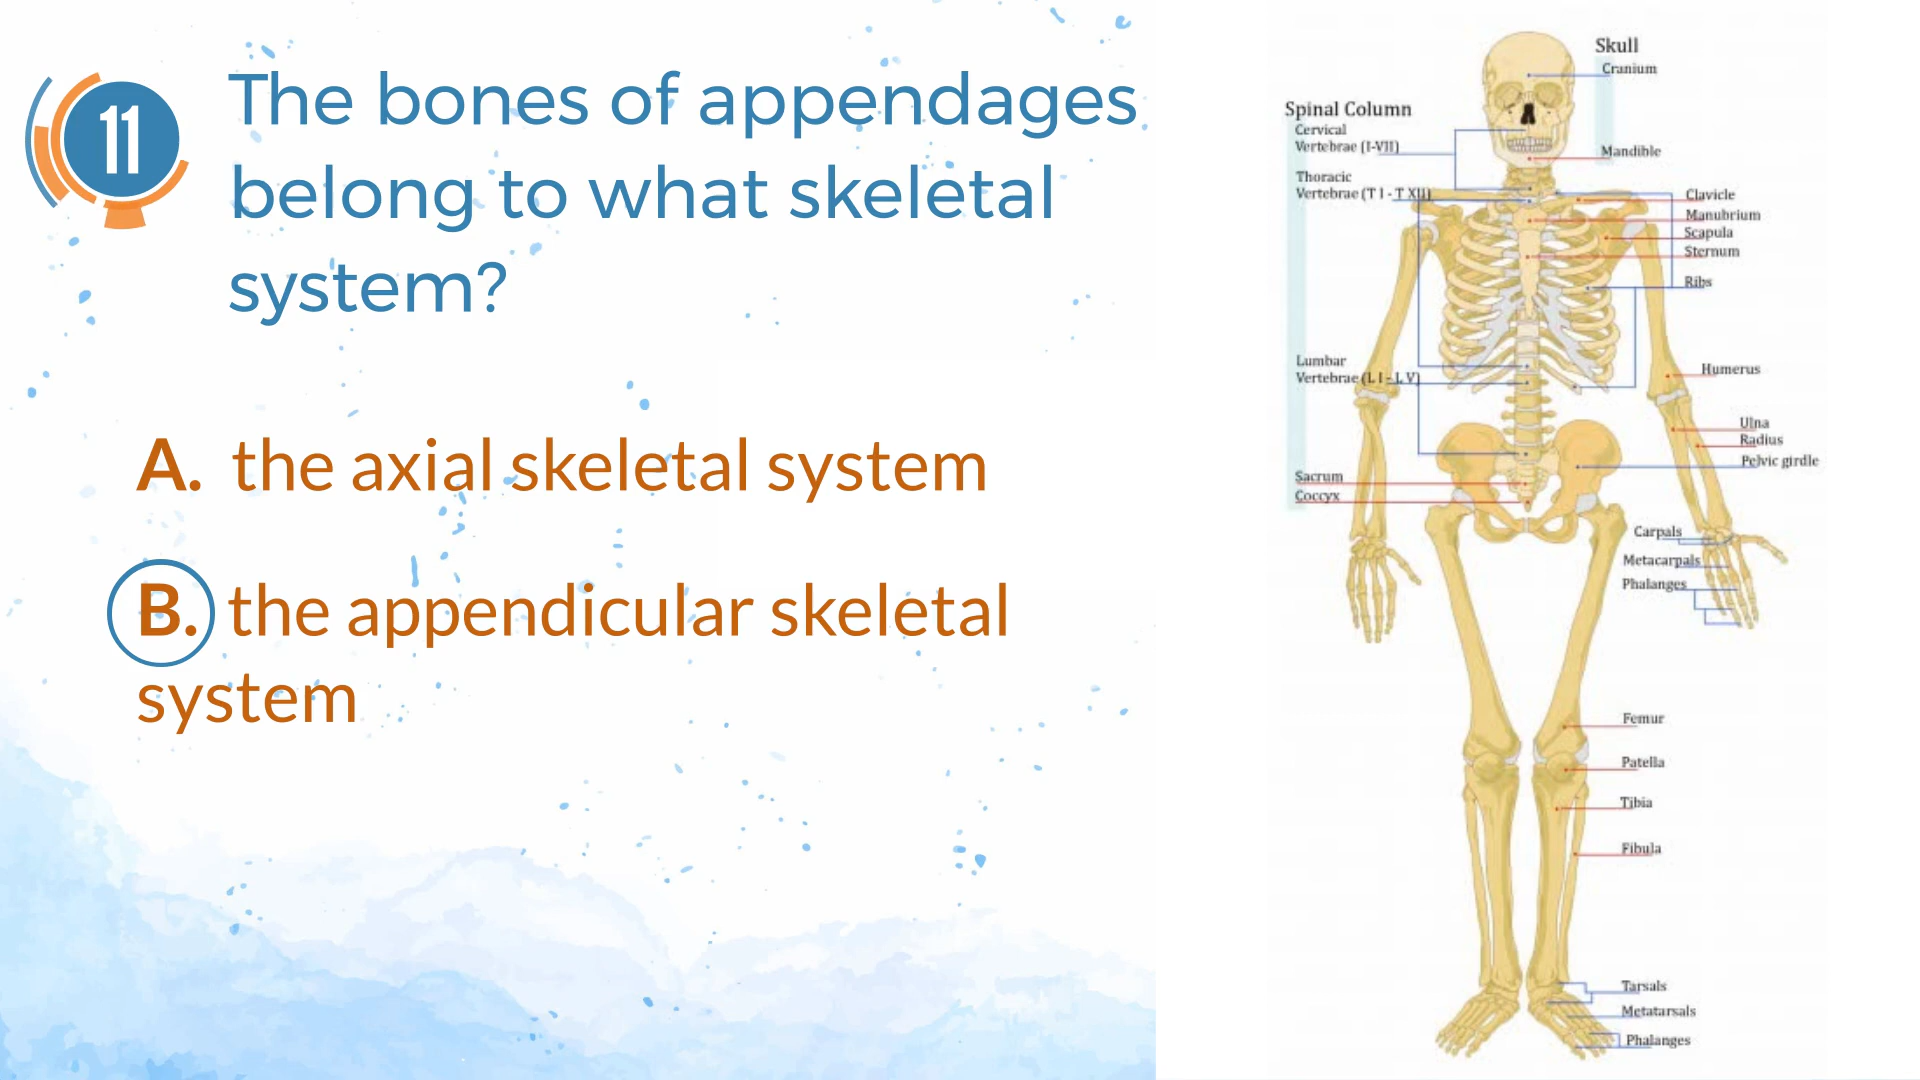 11
The bones of appendages
belong to what skeletal
system?
A. the axial skeletal system
B. the appendicular skeletal
system
Skull
Cranium
Mandible
Spinal Column
Cervical
Vertebrae (I-VII)
Thoracic
Vertebrae (T I - T XII)
Lumbar
Vertebrae (L I - L V)
Sacrum
Coccyx
Clavicle
Manubrium
Scapula
Sternum
Ribs
Humerus
Ulna
Radius
Pelvic girdle
Carpals
Metacarpals
Phalanges
Femur
Patella
Tibia
Fibula
Tarsals
Metatarsals
Phalanges